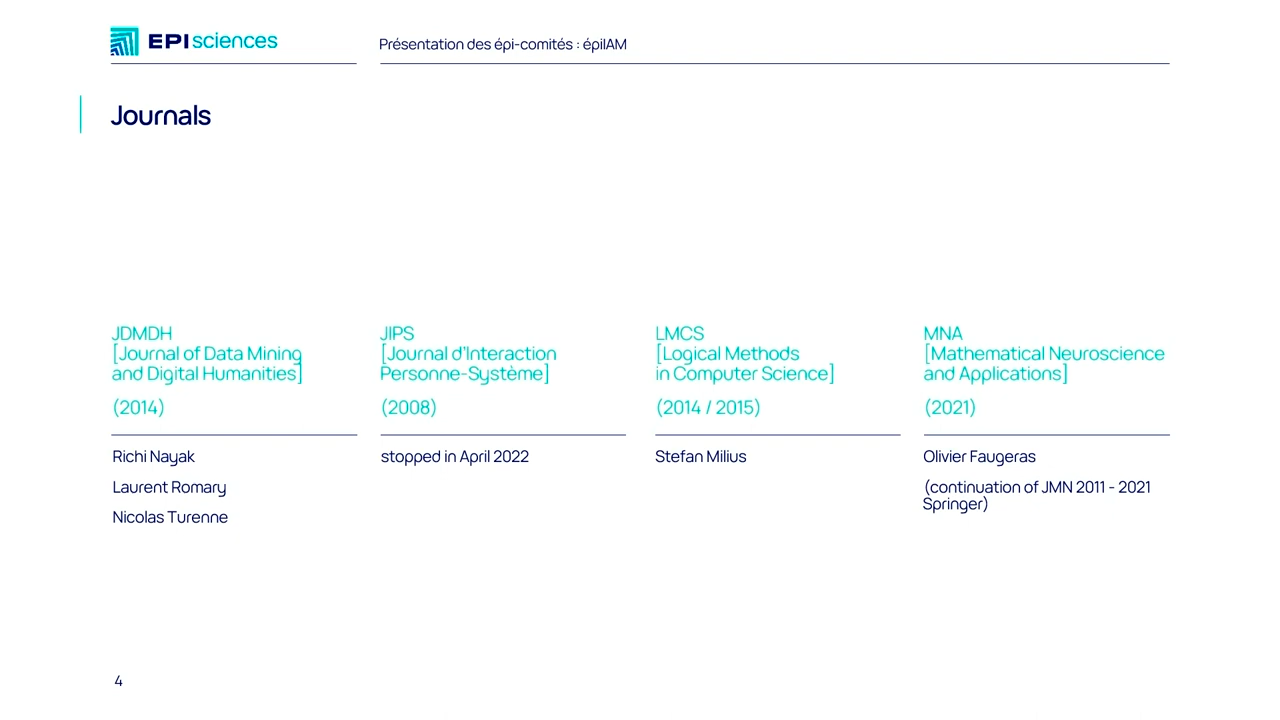 EPIsciences
Présentation des épi-comités : épiIAM
Journals
JDMDH
[Journal of Data Mining
and Digital Humanities]
(2014)
Richi Nayak
Laurent Romary
Nicolas Turenne
JIPS
[Journal d'Interaction
Personne-Système]
(2008)
stopped in April 2022
LMCS
[Logical Methods
in Computer Science]
(2014 / 2015)
Stefan Milius
MNA
[Mathematical Neuroscience
and Applications]
(2021)
Olivier Faugeras
(continuation of JMN 2011 - 2021
Springer)
4